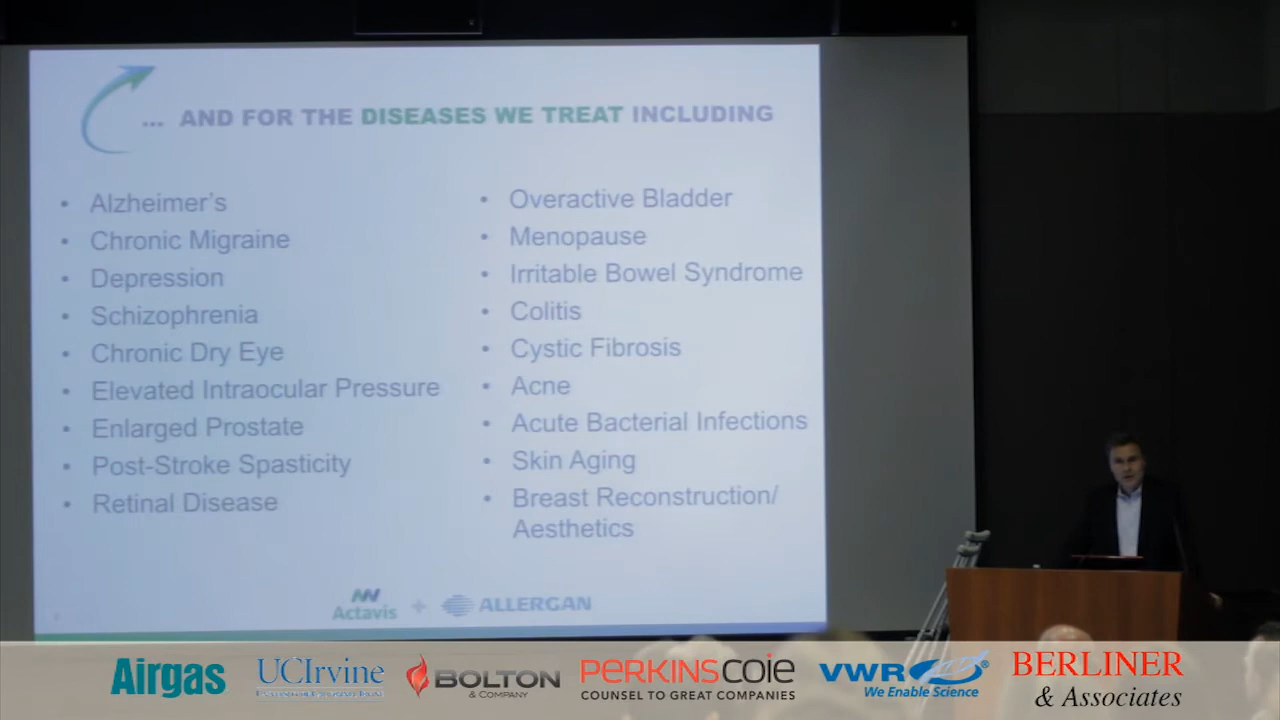 ... AND FOR THE DISEASES WE TREAT INCLUDING
• Alzheimer's
• Chronic Migraine
• Depression
• Schizophrenia
• Chronic Dry Eye
• Elevated Intraocular Pressure
• Enlarged Prostate
• Post-Stroke Spasticity
• Retinal Disease
• Overactive Bladder
• Menopause
• Irritable Bowel Syndrome
• Colitis
• Cystic Fibrosis
• Acne
• Acute Bacterial Infections
• Skin Aging
• Breast Reconstruction/
Aesthetics
Actavis + ALLERGAN
Airgas
UCIrvine
BOLTON
& COMPANY
PERKINSCOIE
COUNSEL TO GREAT COMPANIES
VWR
We Enable Science
BERLINER
& Associates